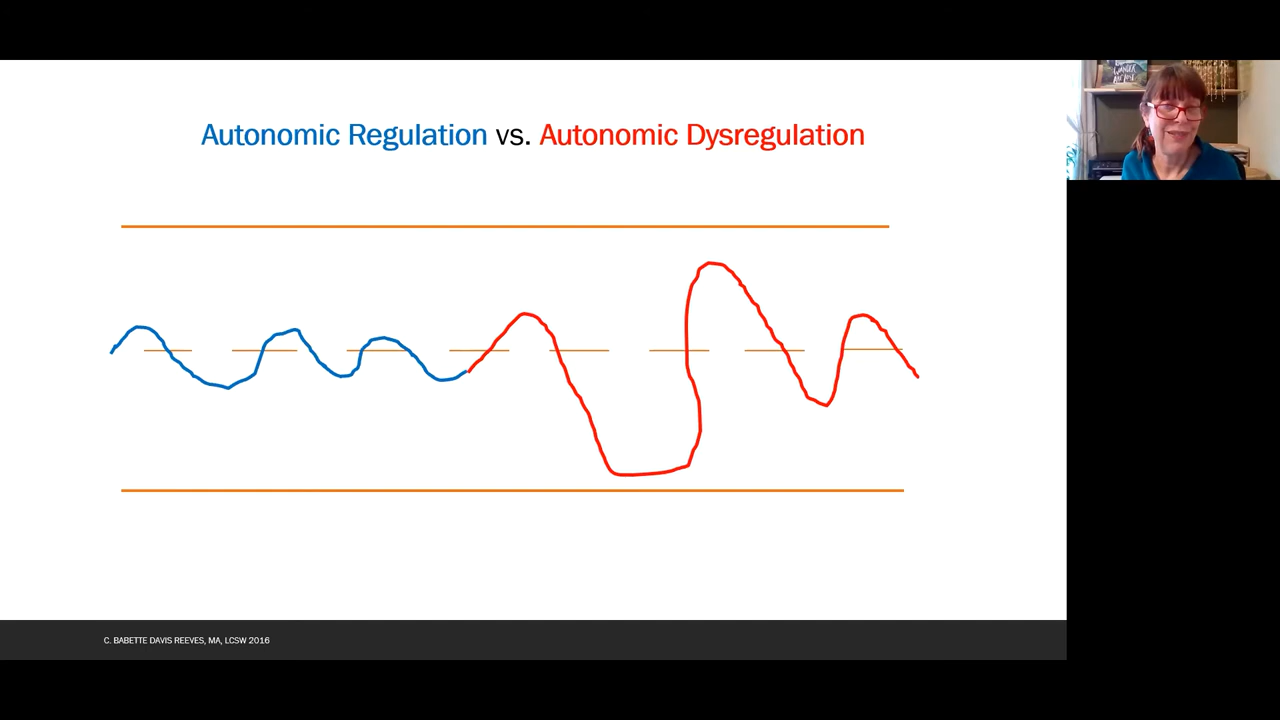 Autonomic Regulation vs. Autonomic Dysregulation
C. BABETTE DAVIS REEVES, MA, LCSW 2016